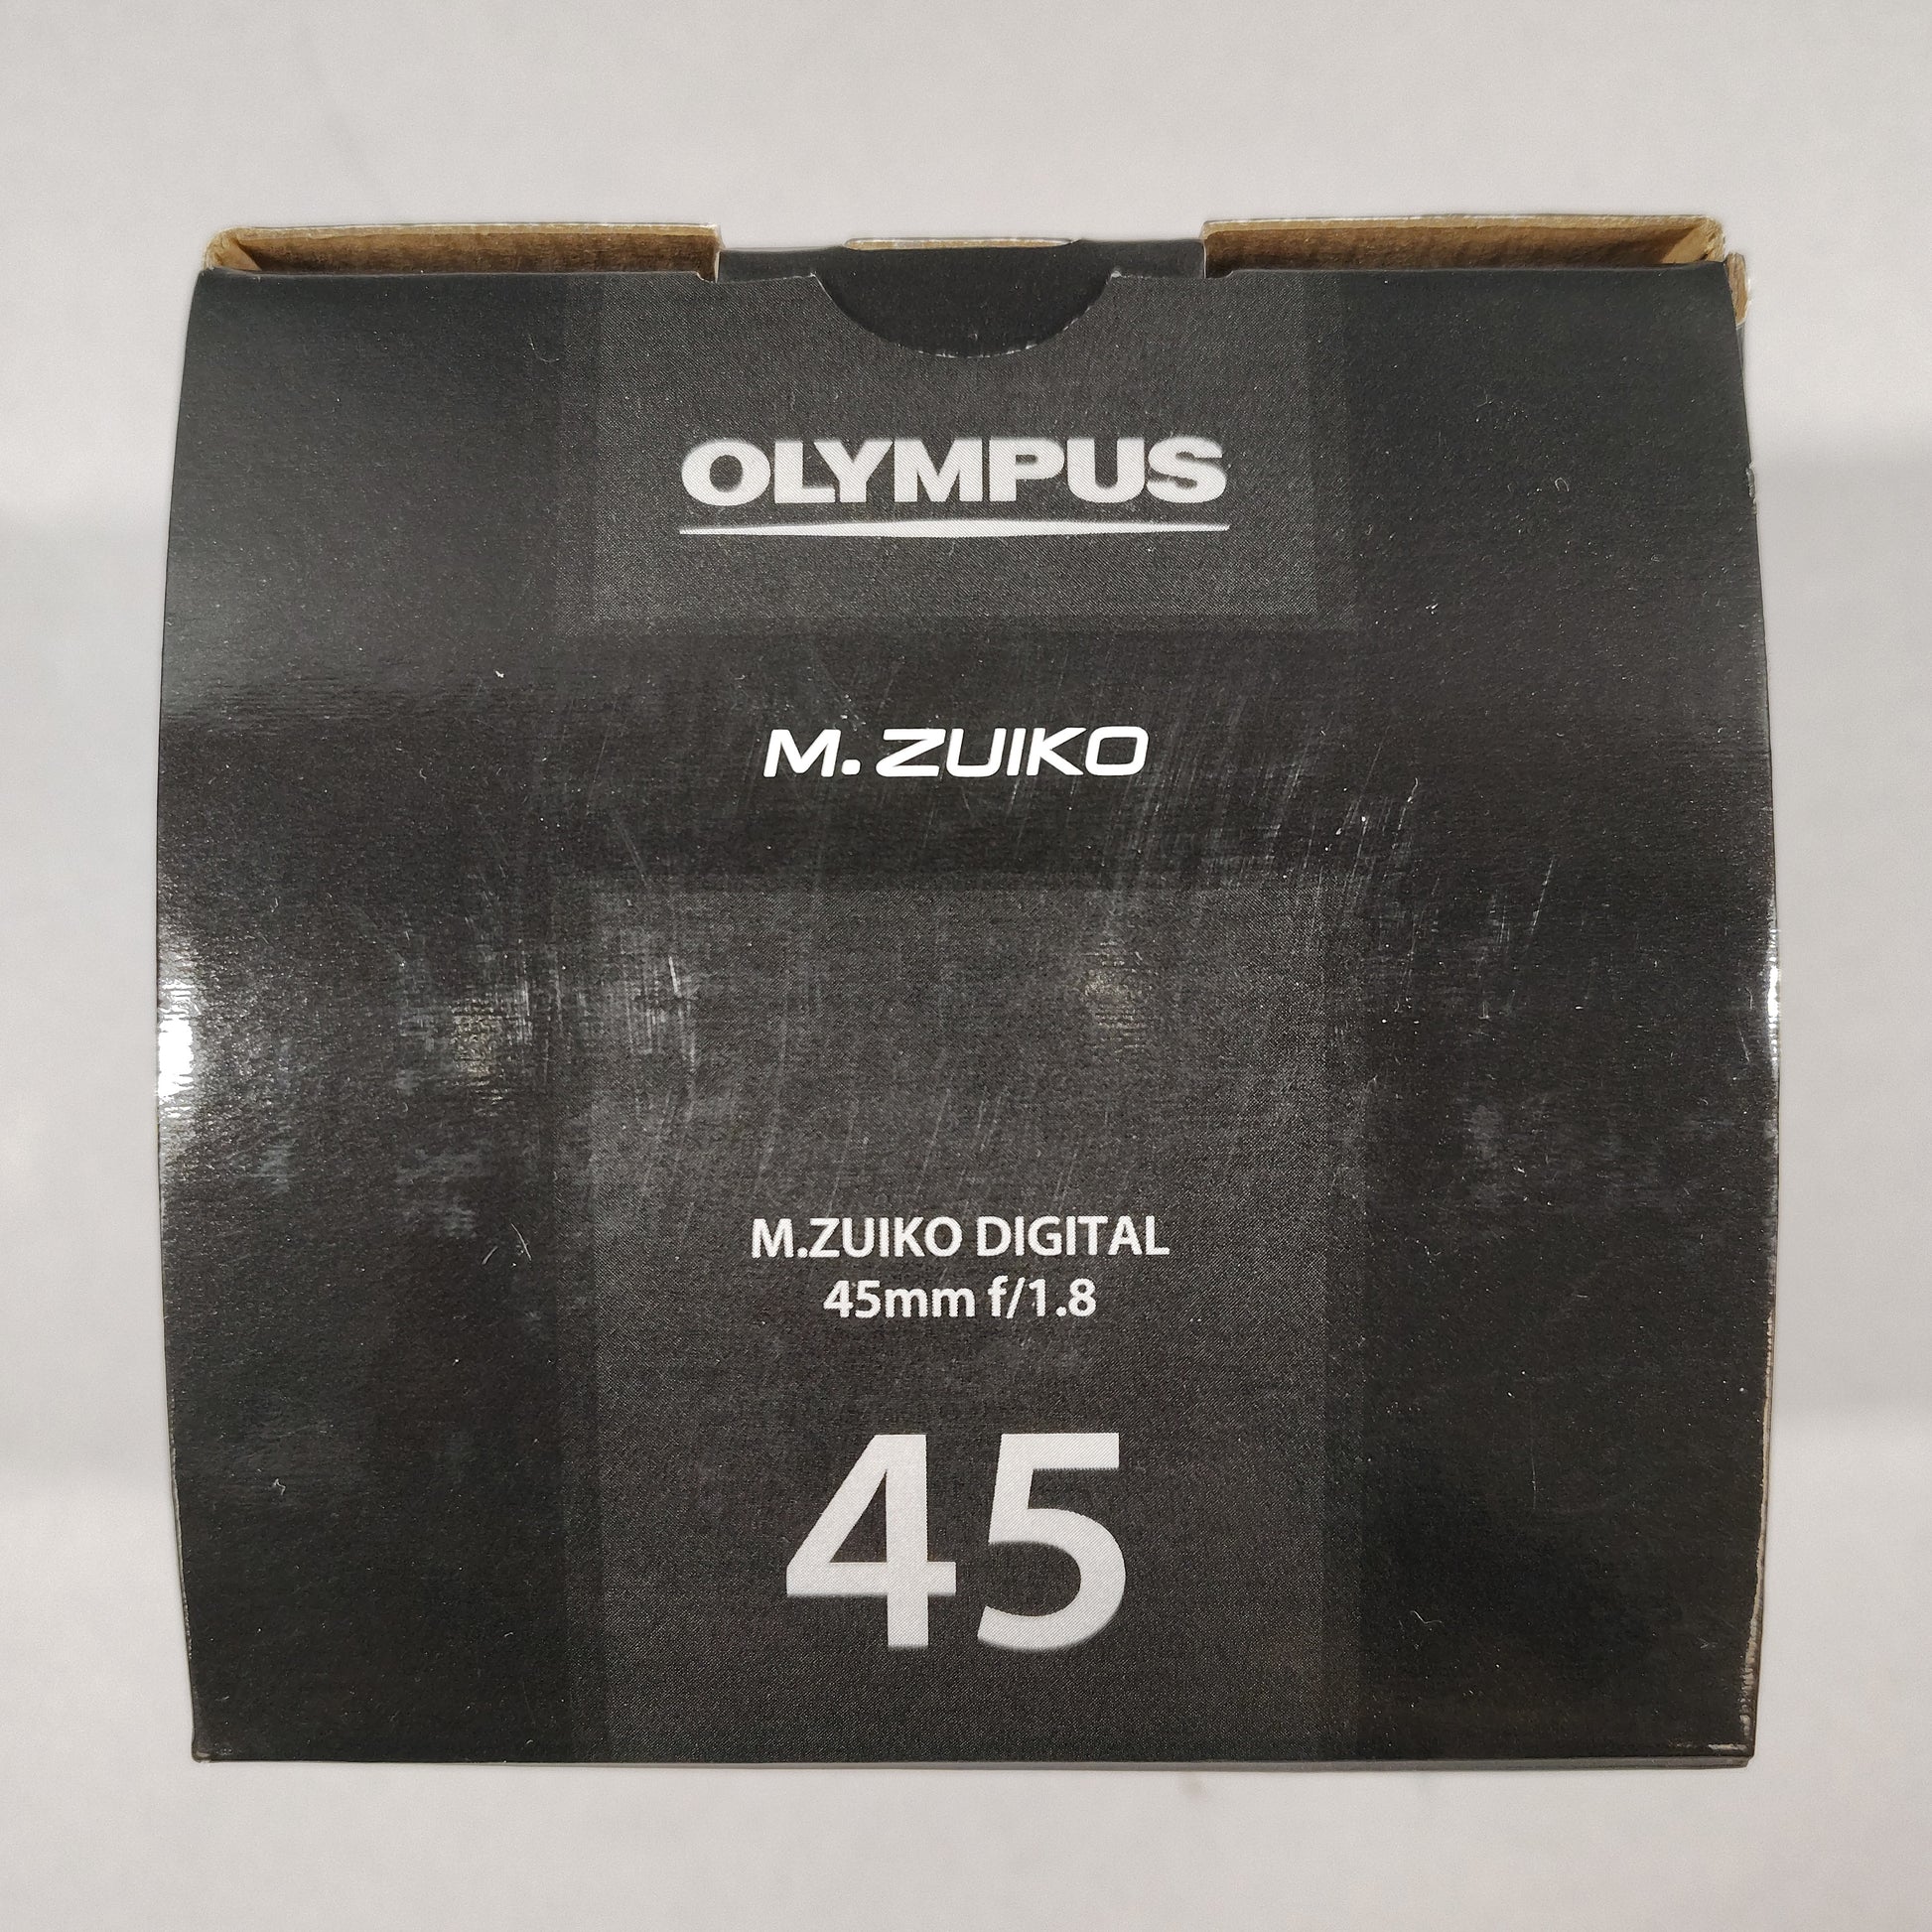 OLYMPUS
M.ZUIKO
M.ZUIKO DIGITAL
45mm f/1.8
45